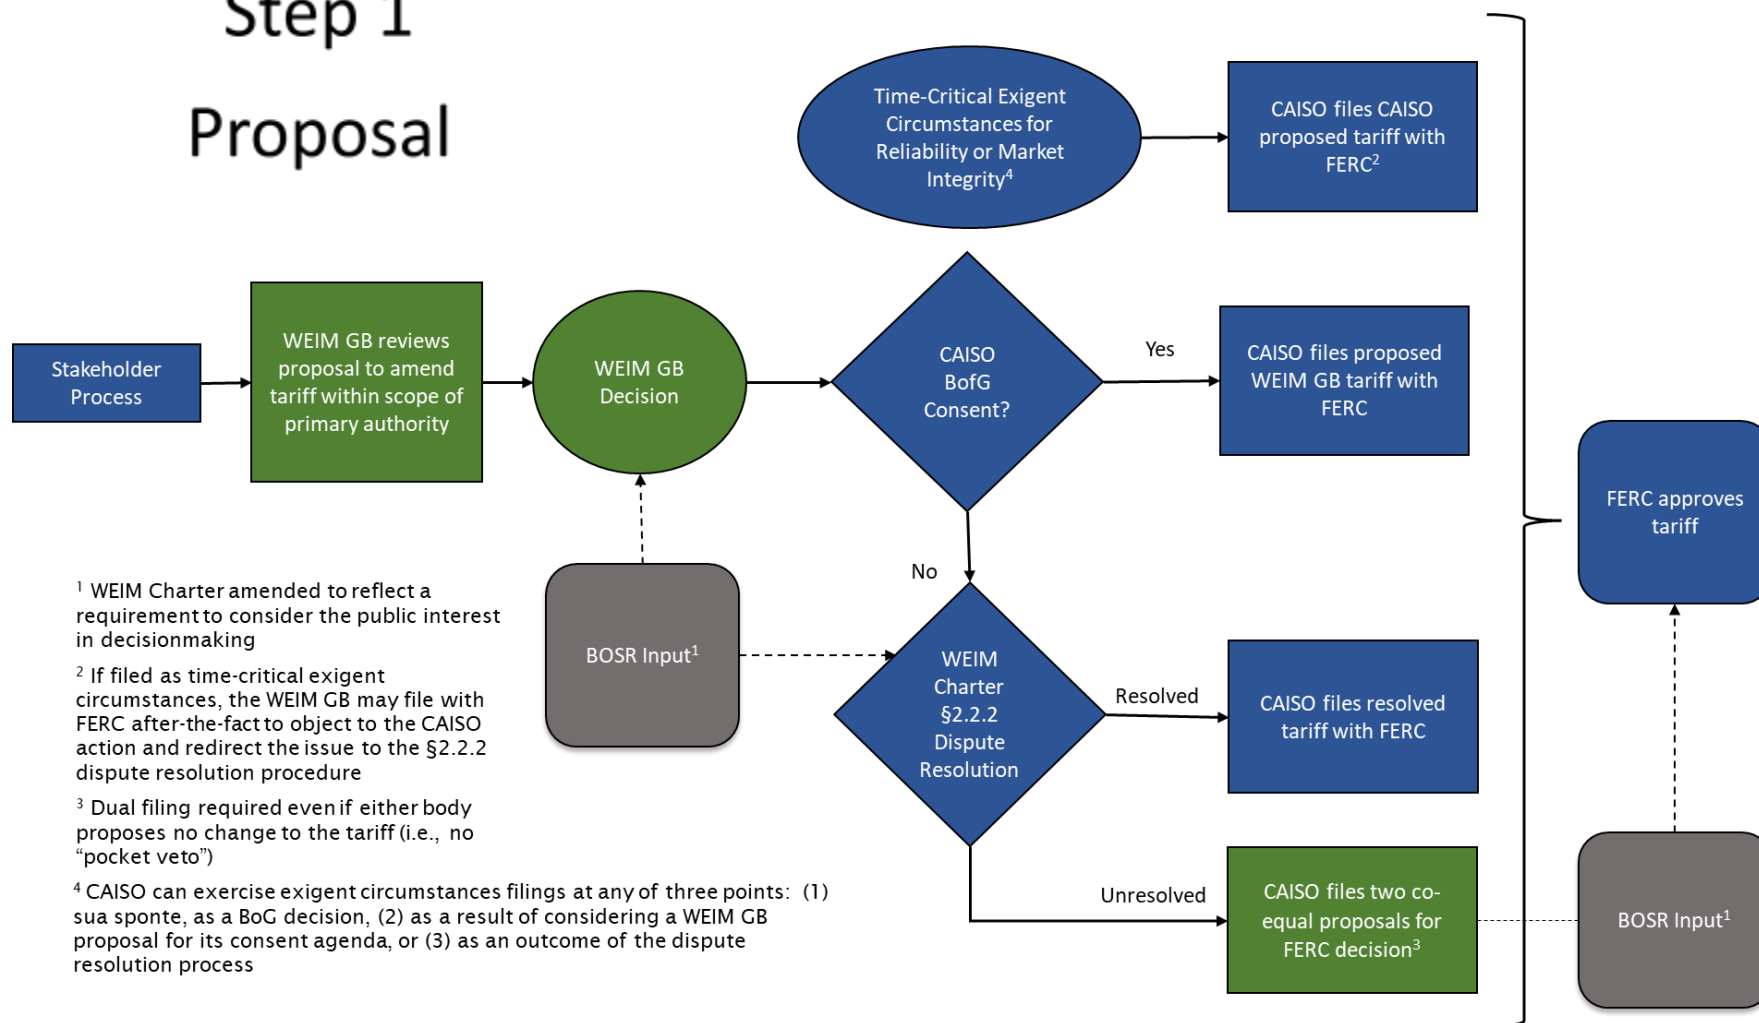 Step 1
Proposal
Time-Critical Exigent
Circumstances for
Reliability or Market
Integrity4
CAISO files CAISO
proposed tariff with
FERC2
Stakeholder
Process
WEIM GB reviews
proposal to amend
tariff within scope of
primary authority
WEIM GB
Decision
CAISO
BofG
Consent?
Yes
CAISO files proposed
WEIM GB tariff with
FERC
FERC approves
tariff
No
BOSR Input1
WEIM
Charter
§2.2.2
Dispute
Resolution
Resolved
CAISO files resolved
tariff with FERC
Unresolved
CAISO files two co-
equal proposals for
FERC decision3
BOSR Input1
1 WEIM Charter amended to reflect a
requirement to consider the public interest
in decisionmaking
2 If filed as time-critical exigent
circumstances, the WEIM GB may file with
FERC after-the-fact to object to the CAISO
action and redirect the issue to the §2.2.2
dispute resolution procedure
3 Dual filing required even if either body
proposes no change to the tariff (i.e., no
“pocket veto”)
4 CAISO can exercise exigent circumstances filings at any of three points: (1)
sua sponte, as a BoG decision, (2) as a result of considering a WEIM GB
proposal for its consent agenda, or (3) as an outcome of the dispute
resolution process